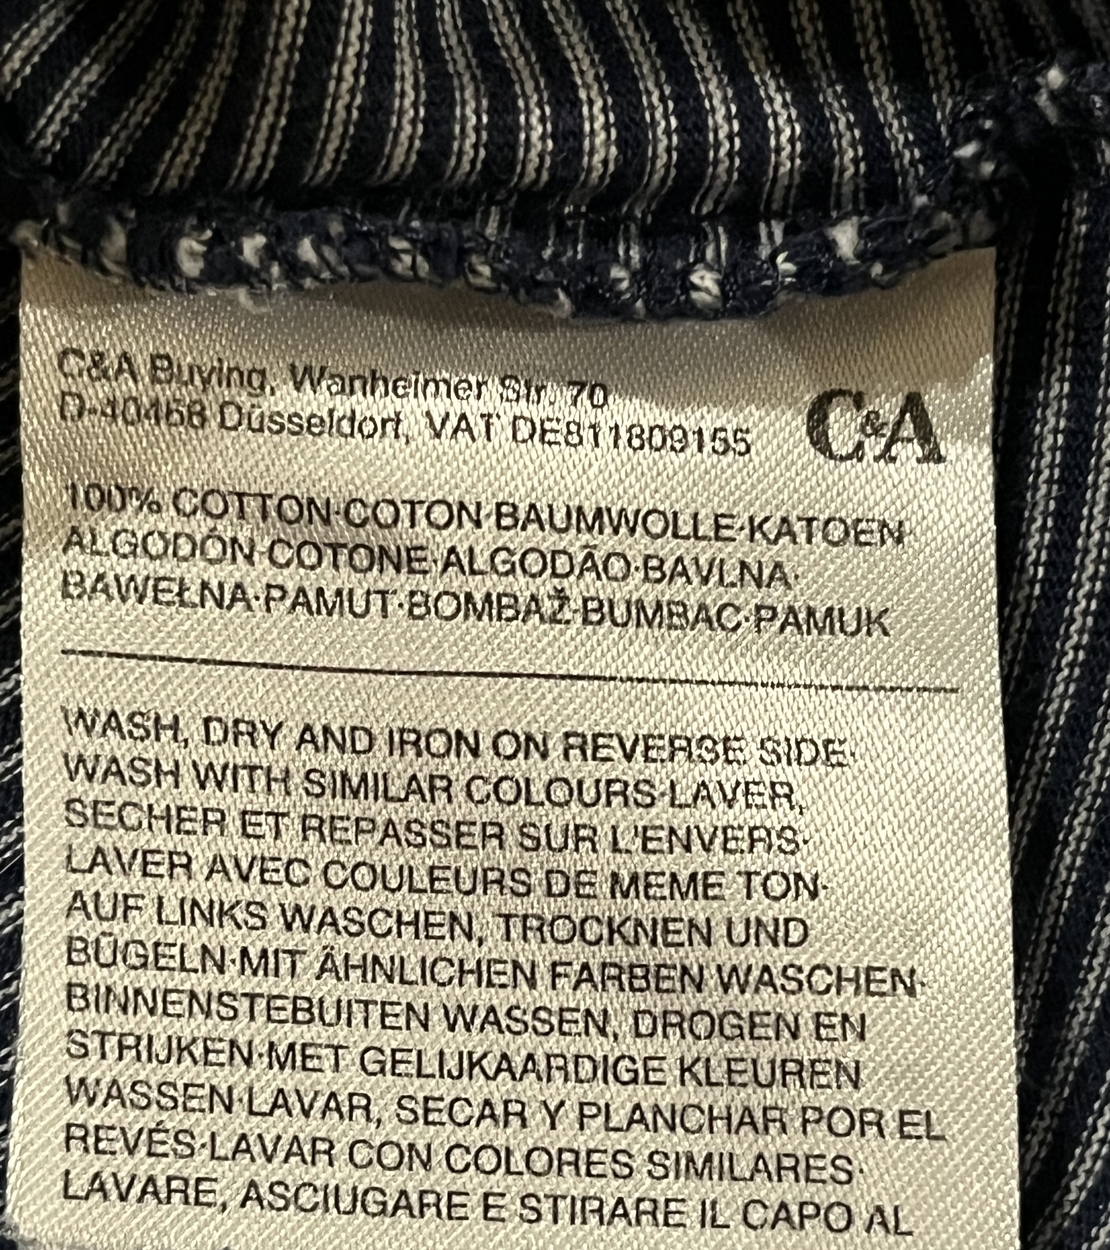 C&A Buying, Wanheimer Str. 70
D-40468 Düsseldorf, VAT DE811809155
C&A
100% COTTON·COTON·BAUMWOLLE·KATOEN·
ALGODÓN·COTONE·ALGODÃO·BAVLNA·
BAWEŁNA·PAMUT·BOMBAŽ·BUMBAC·PAMUK
WASH, DRY AND IRON ON REVERSE SIDE·
WASH WITH SIMILAR COLOURS·LAVER,
SECHER ET REPASSER SUR L'ENVERS·
LAVER AVEC COULEURS DE MEME TON·
AUF LINKS WASCHEN, TROCKNEN UND
BÜGELN·MIT ÄHNLICHEN FARBEN WASCHEN·
BINNENSTEBUITEN WASSEN, DROGEN EN
STRIJKEN·MET GELIJKAARDIGE KLEUREN
WASSEN·LAVAR, SECAR Y PLANCHAR POR EL
REVÉS·LAVAR CON COLORES SIMILARES·
LAVARE, ASCIUGARE E STIRARE IL CAPO AL